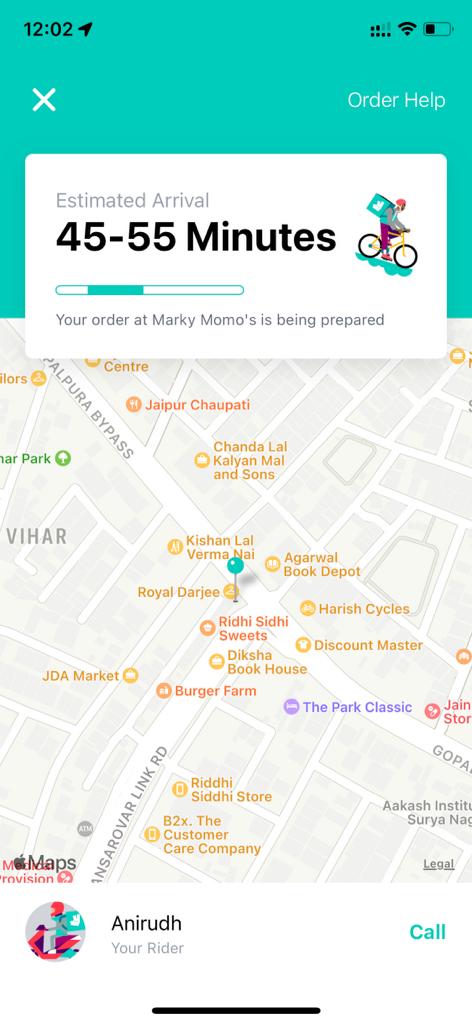 12:02
Order Help
Estimated Arrival
45-55 Minutes
Your order at Marky Momo's is being prepared
Centre
ilors
PALPURA BYPASS
Jaipur Chaupati
Chanda Lal
Kalyan Mal
and Sons
nar Park
VIHAR
Kishan Lal
Verma Nai
Agarwal
Book Depot
Royal Darjee
Harish Cycles
Ridhi Sidhi
Sweets
Discount Master
Diksha
Book House
JDA Market
Burger Farm
The Park Classic
Jain
Stor
GOPAL
ANSAROVAR LINK RD
Riddhi
Siddhi Store
Aakash Institu
Surya Nag
ATM
B2x. The
Customer
Care Company
Maps
Legal
Medical
Provision
Anirudh
Your Rider
Call